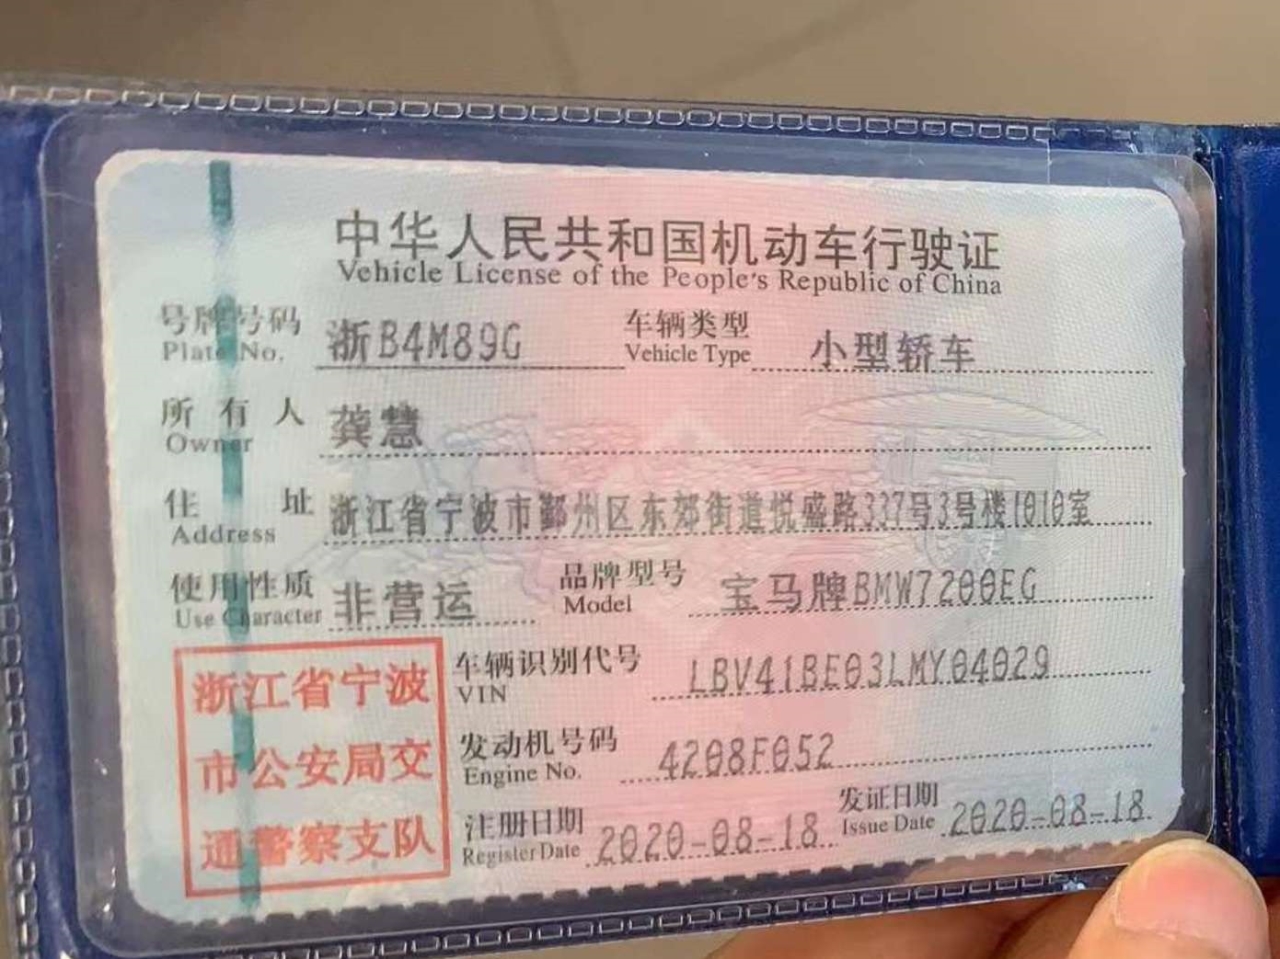 中华人民共和国机动车行驶证
Vehicle License of the People's Republic of China
号牌号码 浙B4M89G 车辆类型 小型轿车
Plate No. Vehicle Type
所有人 龚慧
Owner
住址 浙江省宁波市鄞州区东郊街道悦盛路337号3号楼1010室
Address
使用性质 非营运 品牌型号 宝马牌BMW7200EG
Use Character Model
浙江省宁波
市公安局交
通警察支队
车辆识别代号 LBV41BE03LMY04029
VIN
发动机号码 4208F052
Engine No.
注册日期 2020-08-18 发证日期 2020-08-18
Register Date Issue Date